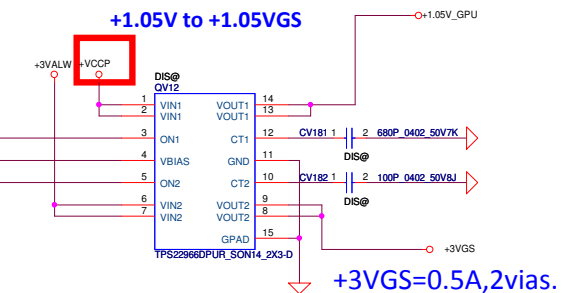 +1.05V to +1.05VGS
+1.05V_GPU
+3VALW +VCCP
DIS@
QV12
1 VIN1 VOUT1 14
2 VIN1 VOUT1 13
3 ON1 CT1 12 CV181 1 2 680P_0402_50V7K
DIS@
4 VBIAS GND 11
5 ON2 CT2 10 CV182 1 2 100P_0402_50V8J
DIS@
6 VIN2 VOUT2 9
7 VIN2 VOUT2 8
GPAD 15
TPS22966DPUR_SON14_2X3-D
+3VGS
+3VGS=0.5A,2vias.